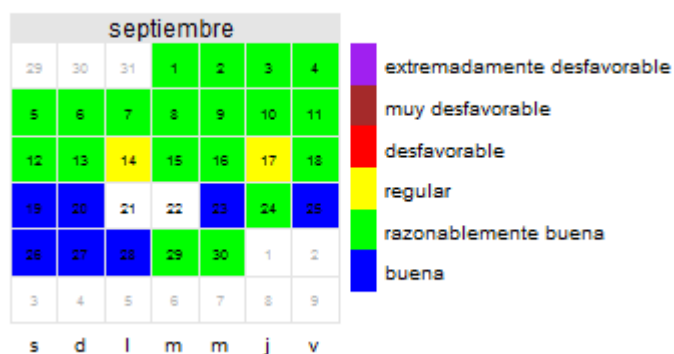 septiembre
29 30 31 1 2 3 4
5 6 7 8 9 10 11
12 13 14 15 16 17 18
19 20 21 22 23 24 25
26 27 28 29 30 1 2
3 4 5 6 7 8 9
s d l m m j v
extremadamente desfavorable
muy desfavorable
desfavorable
regular
razonablemente buena
buena